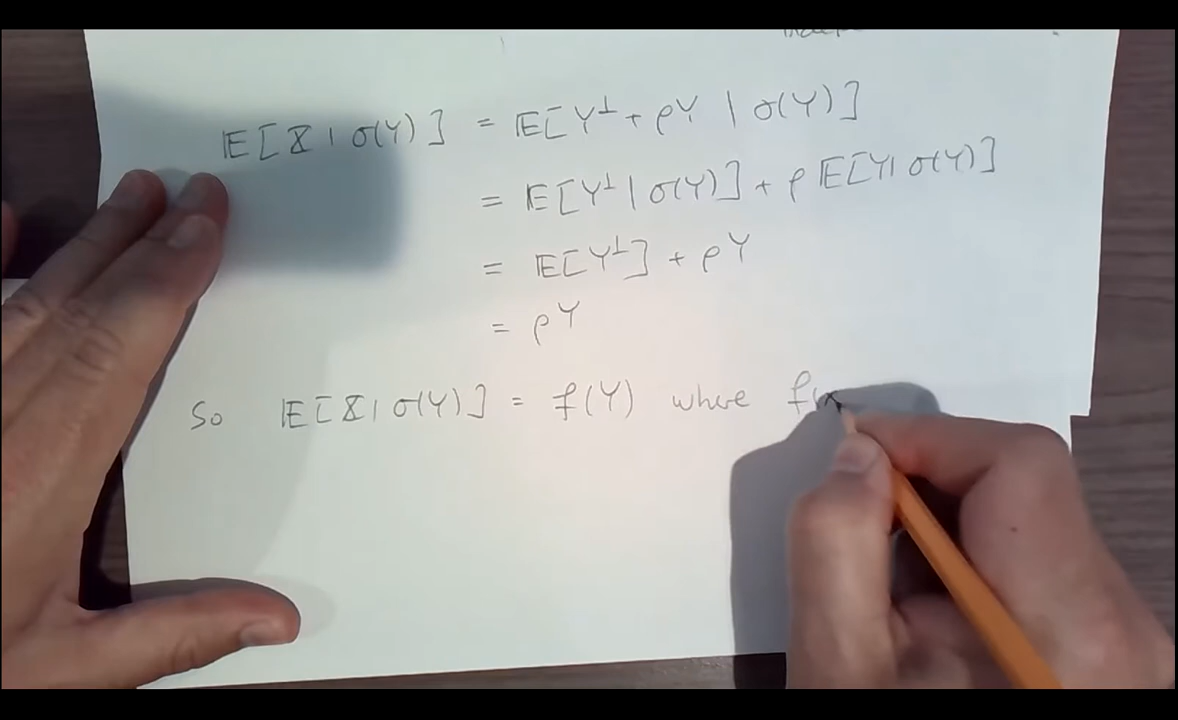 𝔼[X | σ(Y)] = 𝔼[Y^⊥ + ρY | σ(Y)]
= 𝔼[Y^⊥ | σ(Y)] + ρ 𝔼[Y | σ(Y)]
= 𝔼[Y^⊥] + ρY
= ρY
So 𝔼[X | σ(Y)] = f(Y) where f(x